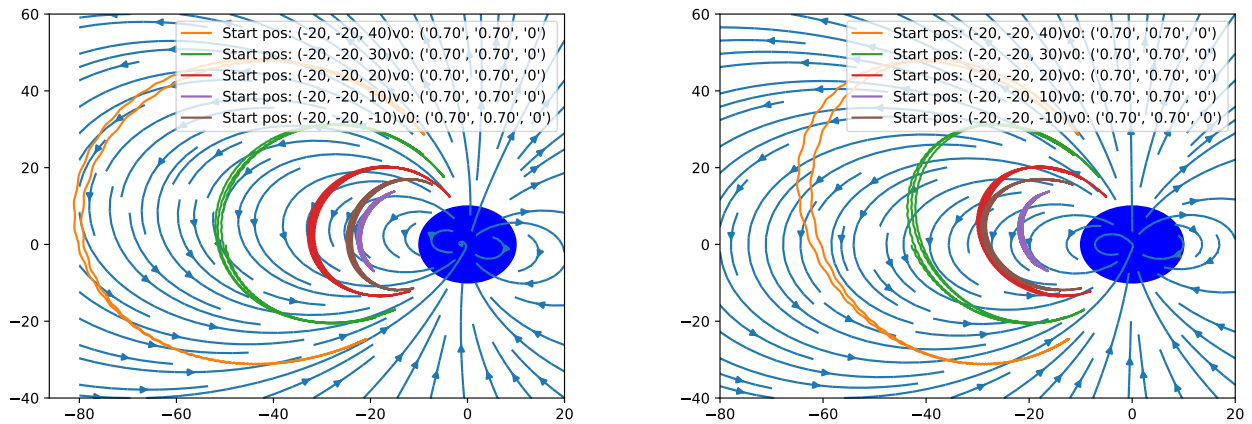 60
40
20
0
−20
−40
−80
−60
−40
−20
0
20
Start pos: (-20, -20, 40)v0: ('0.70', '0.70', '0')
Start pos: (-20, -20, 30)v0: ('0.70', '0.70', '0')
Start pos: (-20, -20, 20)v0: ('0.70', '0.70', '0')
Start pos: (-20, -20, 10)v0: ('0.70', '0.70', '0')
Start pos: (-20, -20, -10)v0: ('0.70', '0.70', '0')
60
40
20
0
−20
−40
−80
−60
−40
−20
0
20
Start pos: (-20, -20, 40)v0: ('0.70', '0.70', '0')
Start pos: (-20, -20, 30)v0: ('0.70', '0.70', '0')
Start pos: (-20, -20, 20)v0: ('0.70', '0.70', '0')
Start pos: (-20, -20, 10)v0: ('0.70', '0.70', '0')
Start pos: (-20, -20, -10)v0: ('0.70', '0.70', '0')